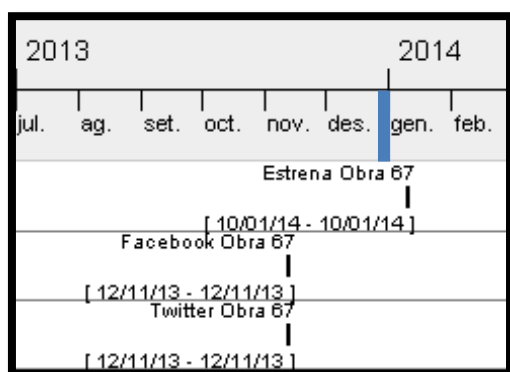 2013 2014
jul. ag. set. oct. nov. des. gen. feb.
Estrena Obra 67
[ 10/01/14 - 10/01/14 ]
Facebook Obra 67
[ 12/11/13 - 12/11/13 ]
Twitter Obra 67
[ 12/11/13 - 12/11/13 ]